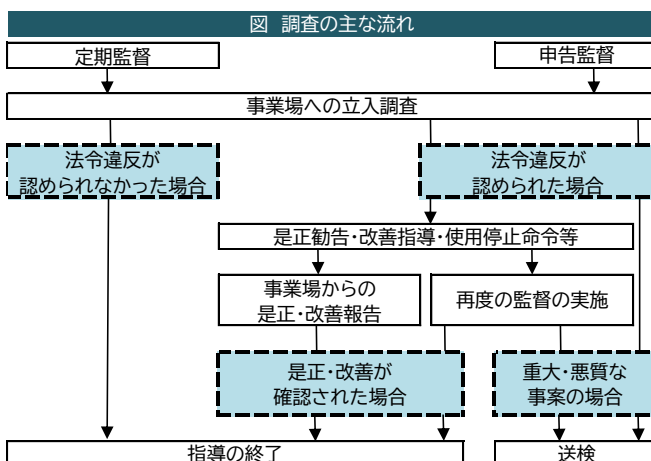 図 調査の主な流れ
定期監督
申告監督
事業場への立入調査
法令違反が
認められなかった場合
法令違反が
認められた場合
是正勧告・改善指導・使用停止命令等
事業場からの
是正・改善報告
再度の監督の実施
是正・改善が
確認された場合
重大・悪質な
事案の場合
指導の終了
送検